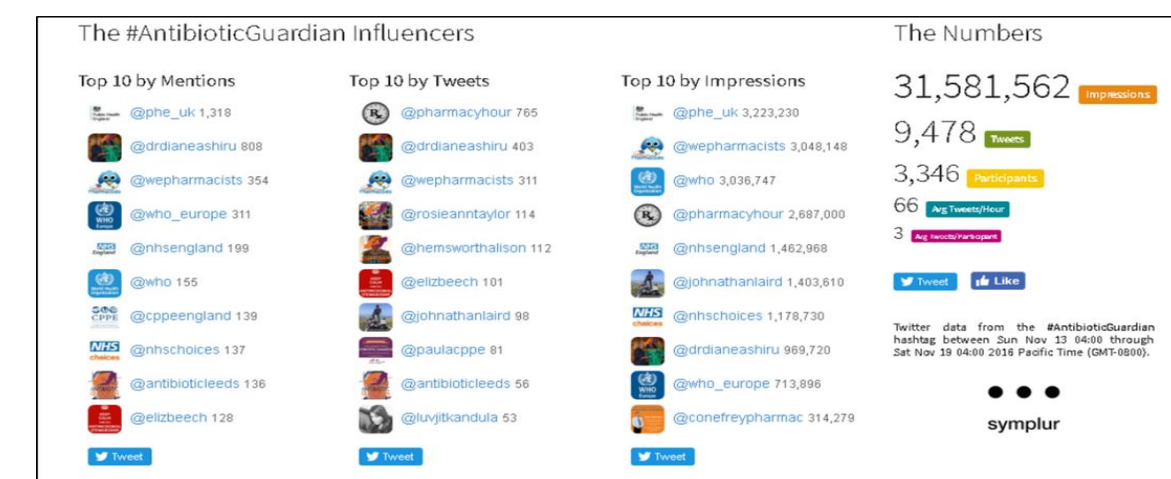 The #AntibioticGuardian Influencers
Top 10 by Mentions
@phe_uk 1,318
@drdianeashiru 808
@wepharmacists 354
@who_europe 311
@nhsengland 199
@who 155
@cppeengland 139
@nhschoices 137
@antibioticleeds 136
@elizbeech 128
Tweet
Top 10 by Tweets
@pharmacyhour 765
@drdianeashiru 403
@wepharmacists 311
@rosieanntaylor 114
@hemsworthalison 112
@elizbeech 101
@johnathanlaird 98
@paulacppe 81
@antibioticleeds 56
@luvjitkandula 53
Tweet
Top 10 by Impressions
@phe_uk 3,223,230
@wepharmacists 3,048,148
@who 3,036,747
@pharmacyhour 2,687,000
@nhsengland 1,462,968
@johnathanlaird 1,403,610
@nhschoices 1,178,730
@drdianeashiru 969,720
@who_europe 713,896
@conefreypharmac 314,279
Tweet
The Numbers
31,581,562 Impressions
9,478 Tweets
3,346 Participants
66 Avg Tweets/Hour
3 Avg Tweets/Participant
Tweet Like
Twitter data from the #AntibioticGuardian
hashtag between Sun Nov 13 04:00 through
Sat Nov 19 04:00 2016 Pacific Time (GMT-0800).
symplur